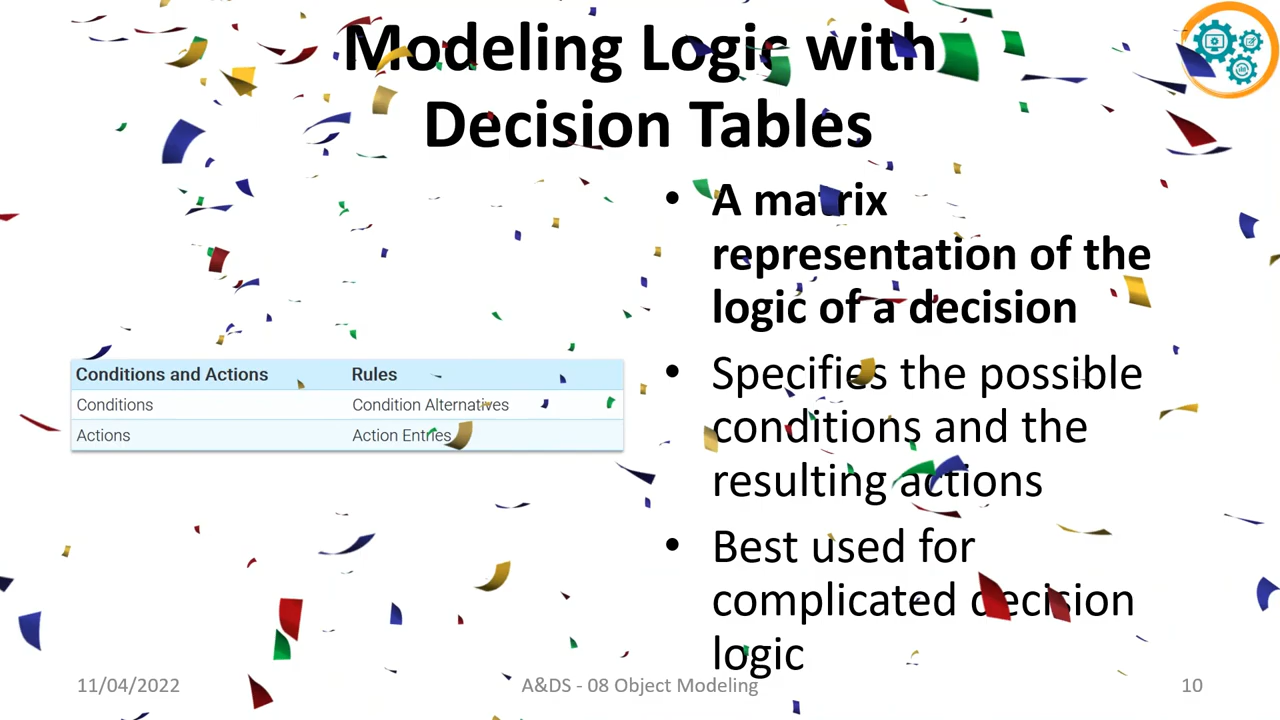 Modeling Logic with
Decision Tables
Conditions and Actions Rules
Conditions Condition Alternatives
Actions Action Entries
• A matrix
representation of the
logic of a decision
• Specifies the possible
conditions and the
resulting actions
• Best used for
complicated decision
logic
11/04/2022 A&DS - 08 Object Modeling 10